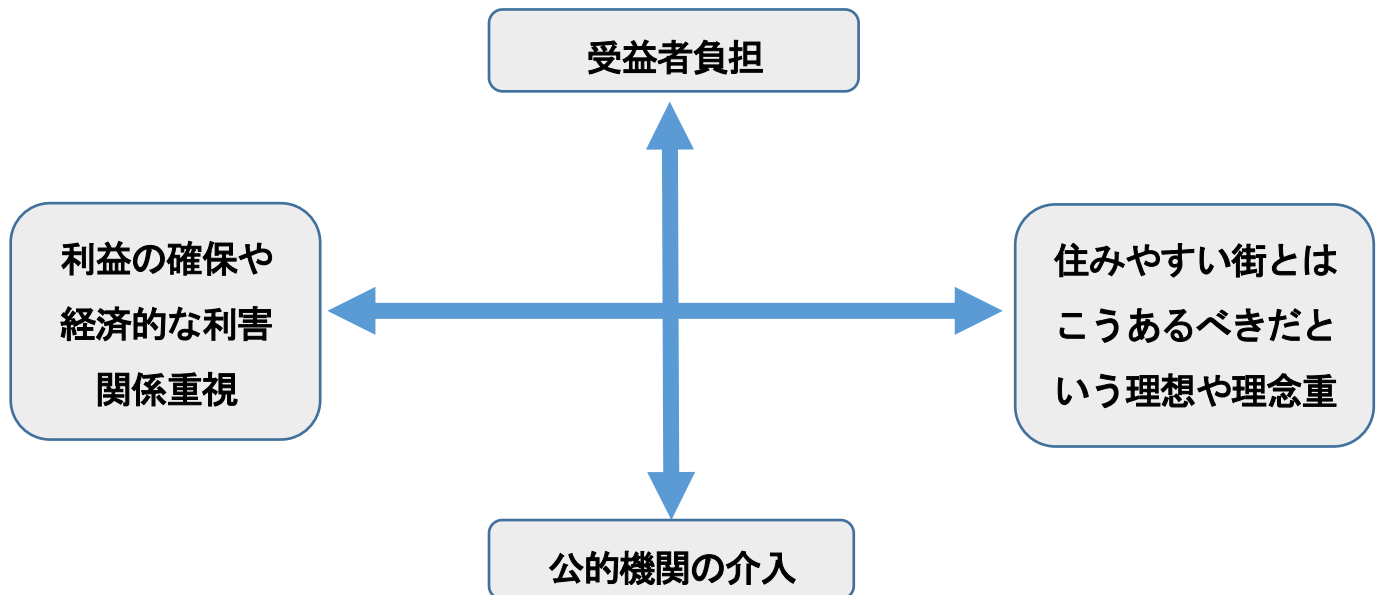 受益者負担
利益の確保や
経済的な利害
関係重視
住みやすい街とは
こうあるべきだと
いう理想や理念重
公的機関の介入